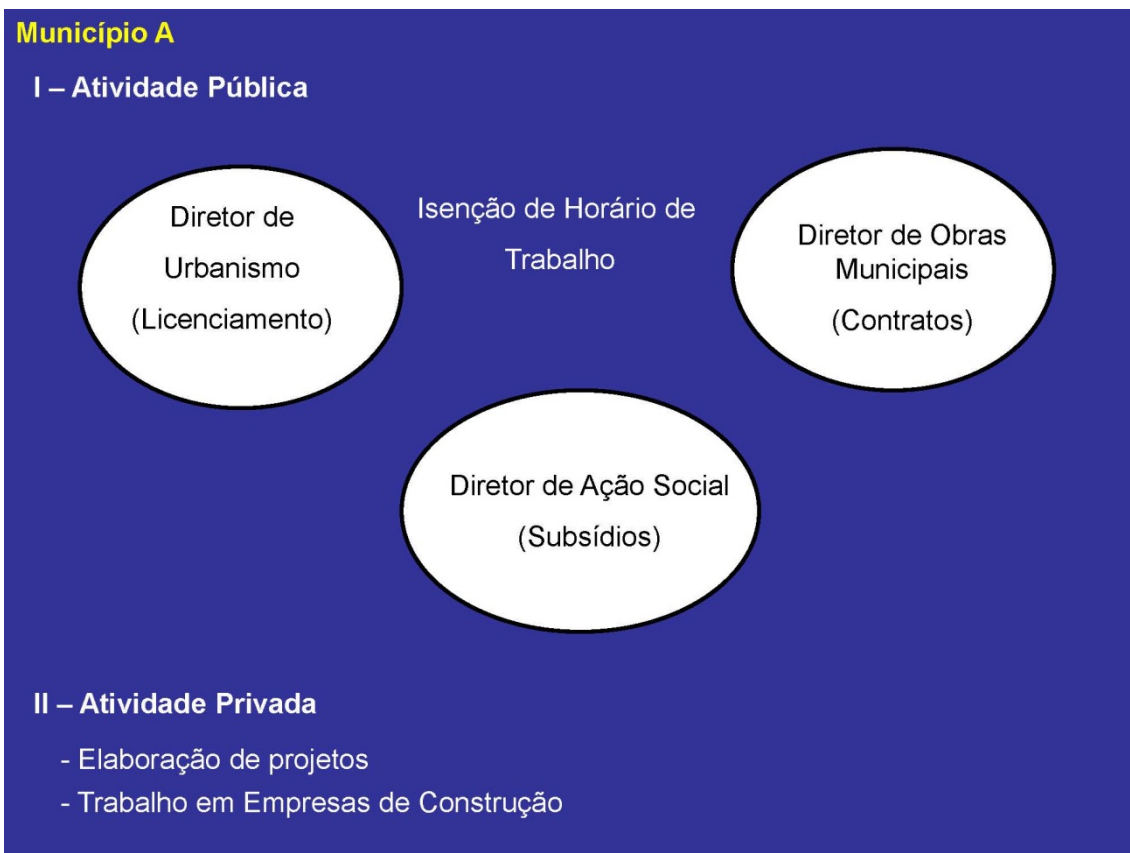 Município A
I – Atividade Pública
Diretor de
Urbanismo
(Licenciamento)
Isenção de Horário de
Trabalho
Diretor de Obras
Municipais
(Contratos)
Diretor de Ação Social
(Subsídios)
II – Atividade Privada
- Elaboração de projetos
- Trabalho em Empresas de Construção